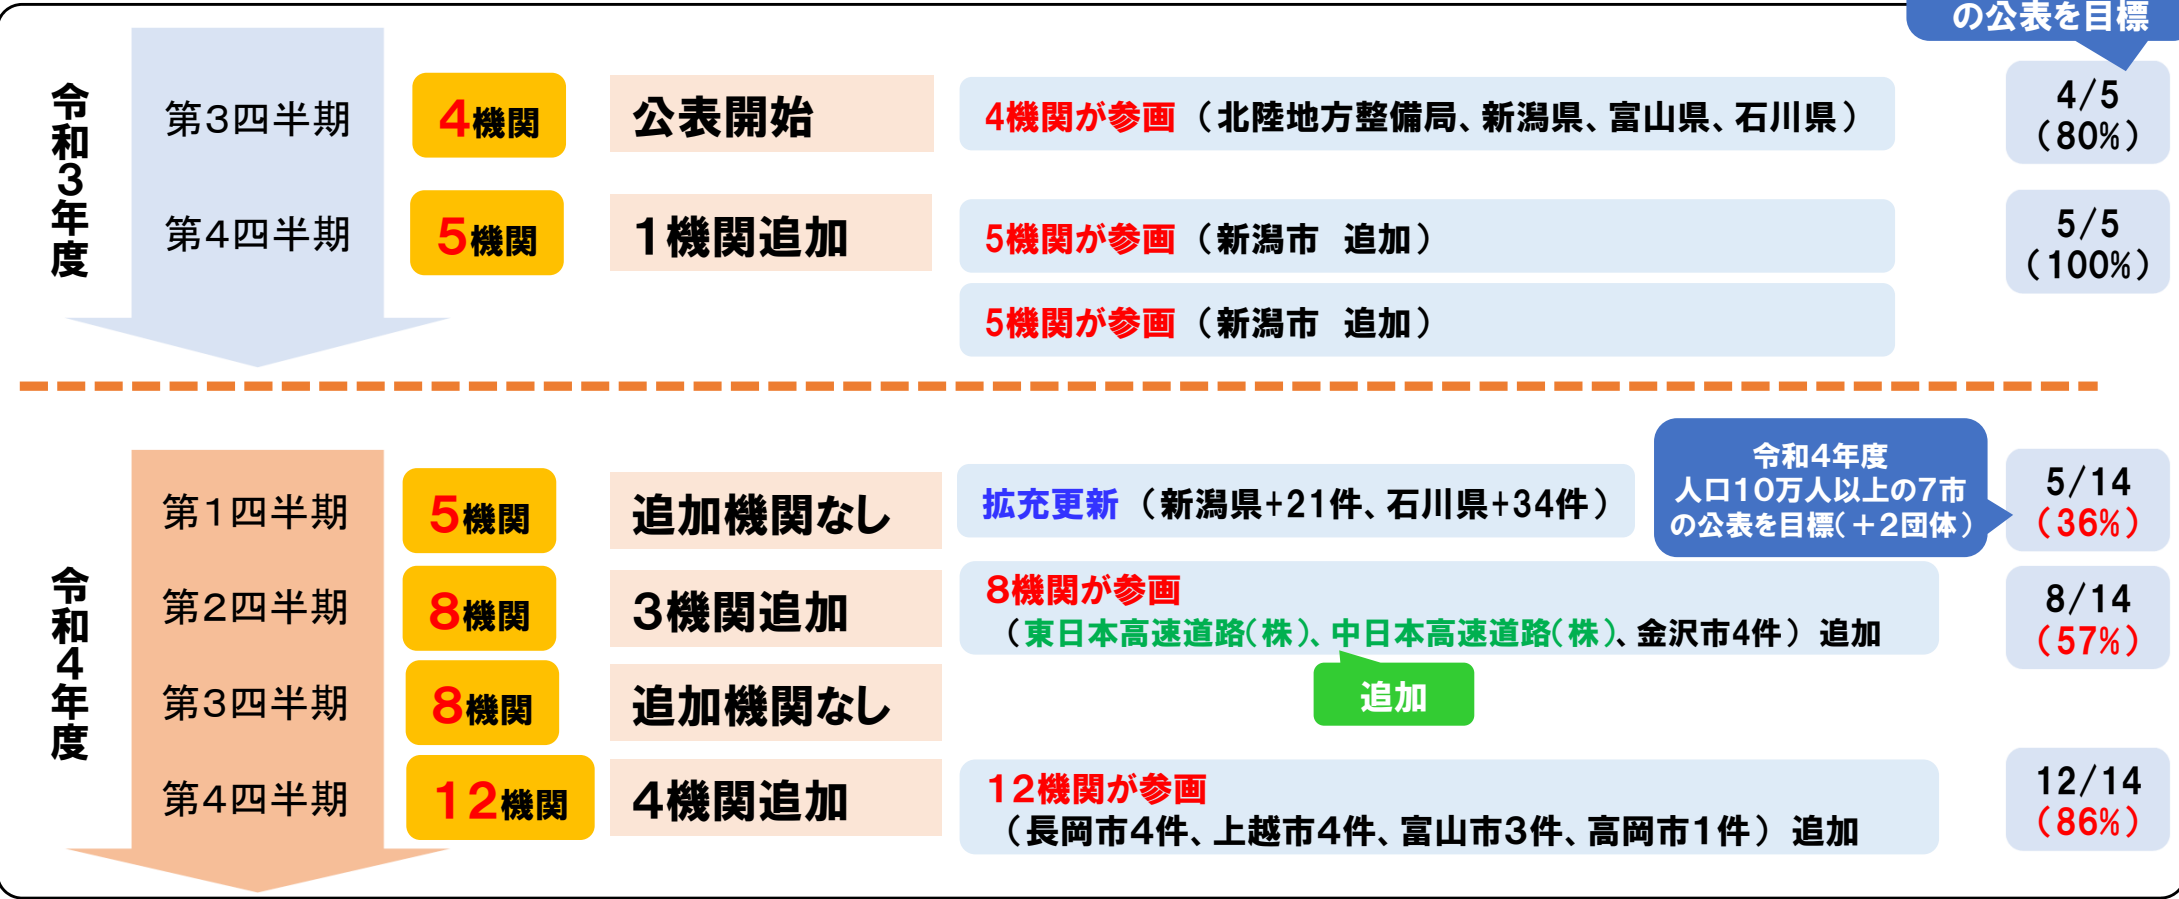 の公表を目標
令和3年度
第3四半期
4機関
公表開始
4機関が参画（北陸地方整備局、新潟県、富山県、石川県）
4/5
（80%）
第4四半期
5機関
1機関追加
5機関が参画（新潟市　追加）
5/5
（100%）
5機関が参画（新潟市　追加）
令和4年度
第1四半期
5機関
追加機関なし
拡充更新（新潟県+21件、石川県+34件）
令和4年度
人口10万人以上の7市
の公表を目標（＋2団体）
5/14
（36%）
第2四半期
8機関
3機関追加
8機関が参画
（東日本高速道路（株）、中日本高速道路（株）、金沢市4件）追加
追加
8/14
（57%）
第3四半期
8機関
追加機関なし
第4四半期
12機関
4機関追加
12機関が参画
（長岡市4件、上越市4件、富山市3件、高岡市1件）追加
12/14
（86%）